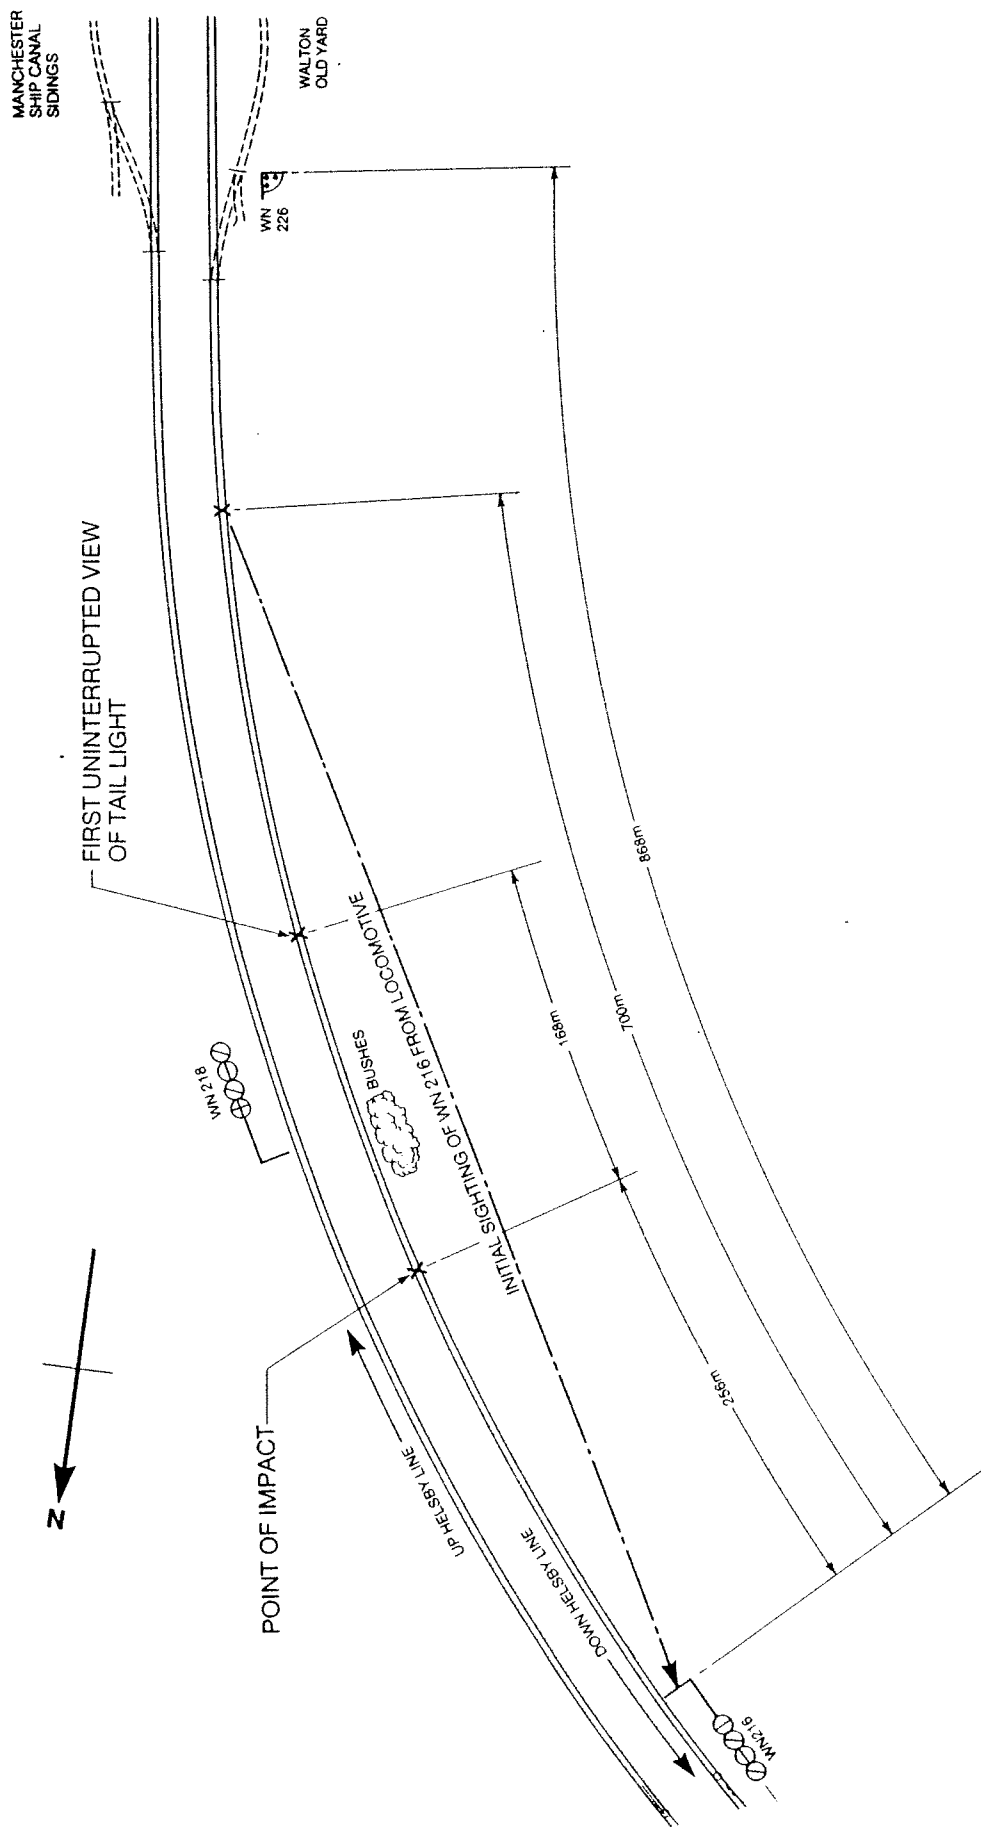 MANCHESTER
SHIP CANAL
SIDINGS
WALTON
OLD YARD
WN
226
FIRST UNINTERRUPTED VIEW
OF TAIL LIGHT
868m
700m
168m
256m
INITIAL SIGHTING OF WN 216 FROM LOCOMOTIVE
BUSHES
WN 218
N
POINT OF IMPACT
UP HELSBY LINE
DOWN HELSBY LINE
WN216